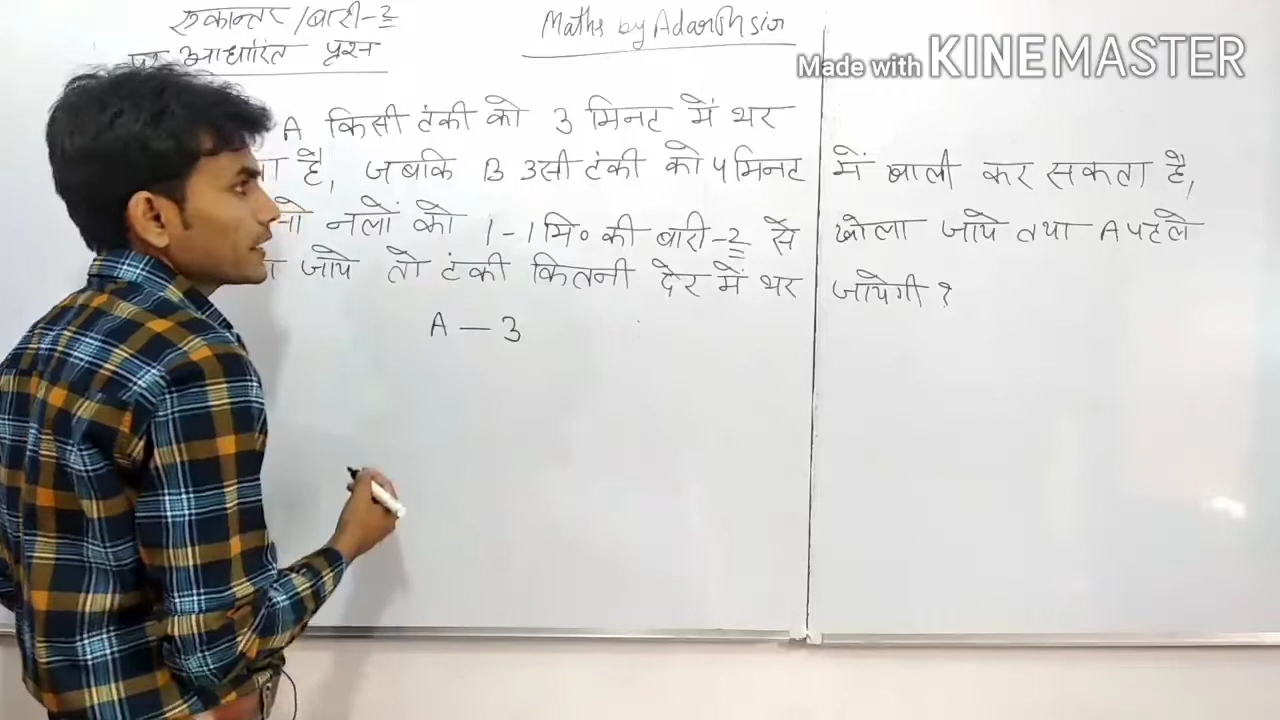 एकान्तर /बारी-2
पर आधारित प्रश्न
Maths by Adarsh sir
Made with KINEMASTER
A किसी टंकी को 3 मिनट में भर
है, जबकि B उसी टंकी को 4 मिनट में खाली कर सकता है,
नलों को 1-1 मि० की बारी-2 से खोला जाये तथा A पहले
जाये तो टंकी कितनी देर में भर जायेगी ?
A — 3